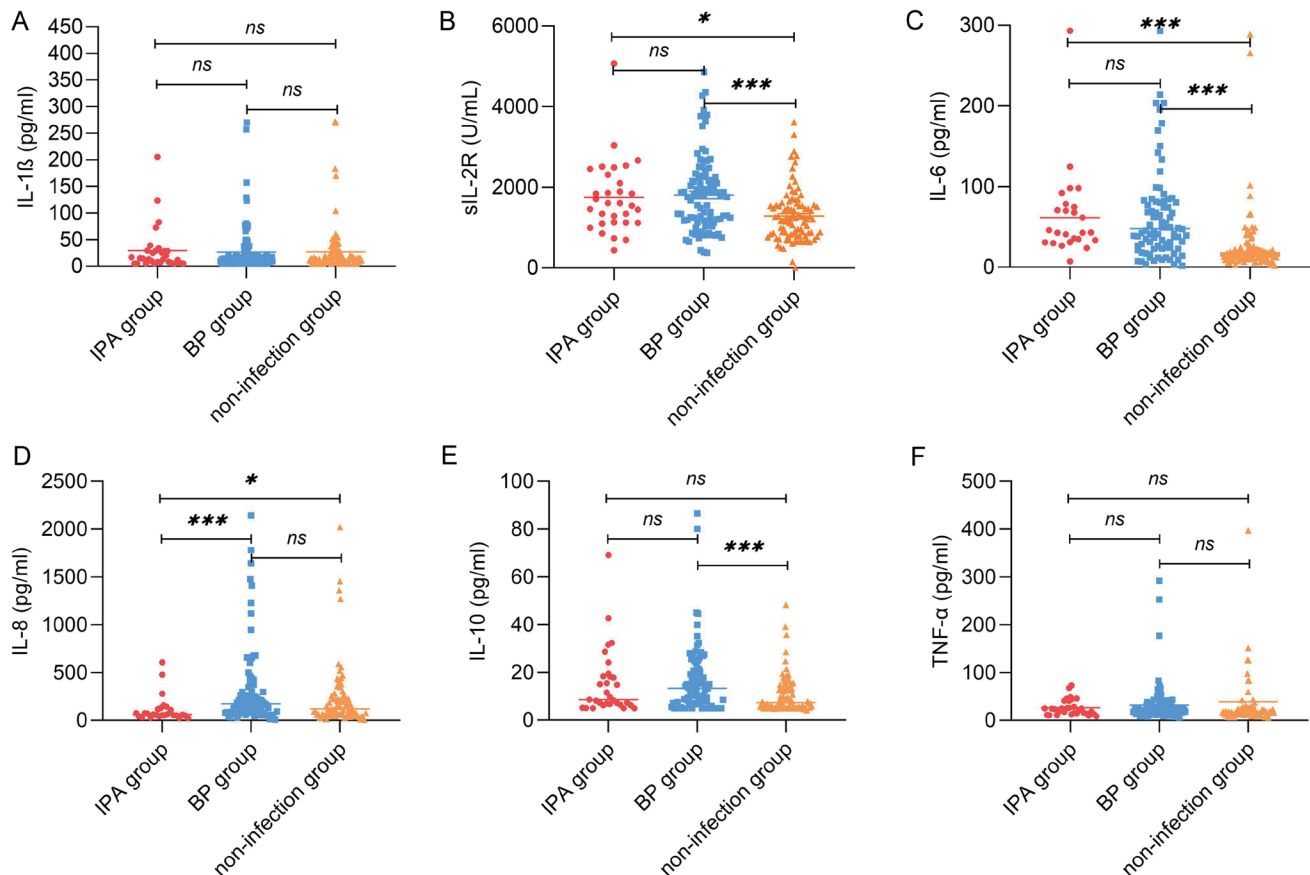 A
IL-1ß (pg/ml)
450
400
350
300
250
200
150
100
50
0
ns
ns
ns
IPA group
BP group
non-infection group
B
sIL-2R (U/mL)
6000
4000
2000
0
*
ns
***
IPA group
BP group
non-infection group
C
IL-6 (pg/ml)
300
200
100
0
***
ns
***
IPA group
BP group
non-infection group
D
IL-8 (pg/ml)
2500
2000
1500
1000
500
0
*
***
ns
IPA group
BP group
non-infection group
E
IL-10 (pg/ml)
100
80
60
40
20
0
ns
ns
***
IPA group
BP group
non-infection group
F
TNF-α (pg/ml)
500
400
300
200
100
0
ns
ns
ns
IPA group
BP group
non-infection group